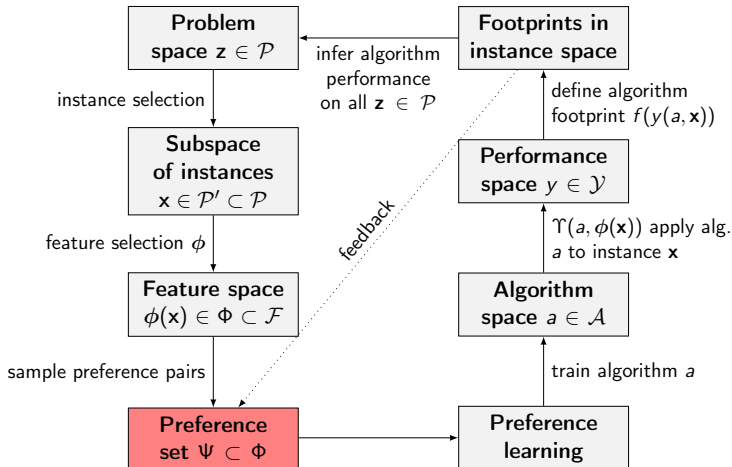 Problem
space z ∈ 𝒫
Footprints in
instance space
infer algorithm
performance
on all z ∈ 𝒫
instance selection
define algorithm
footprint f(y(a, x))
Subspace
of instances
x ∈ 𝒫′ ⊂ 𝒫
Performance
space y ∈ 𝒴
feedback
feature selection ϕ
ϒ(a, ϕ(x)) apply alg.
a to instance x
Feature space
ϕ(x) ∈ Φ ⊂ ℱ
Algorithm
space a ∈ 𝒜
sample preference pairs
train algorithm a
Preference
set Ψ ⊂ Φ
Preference
learning